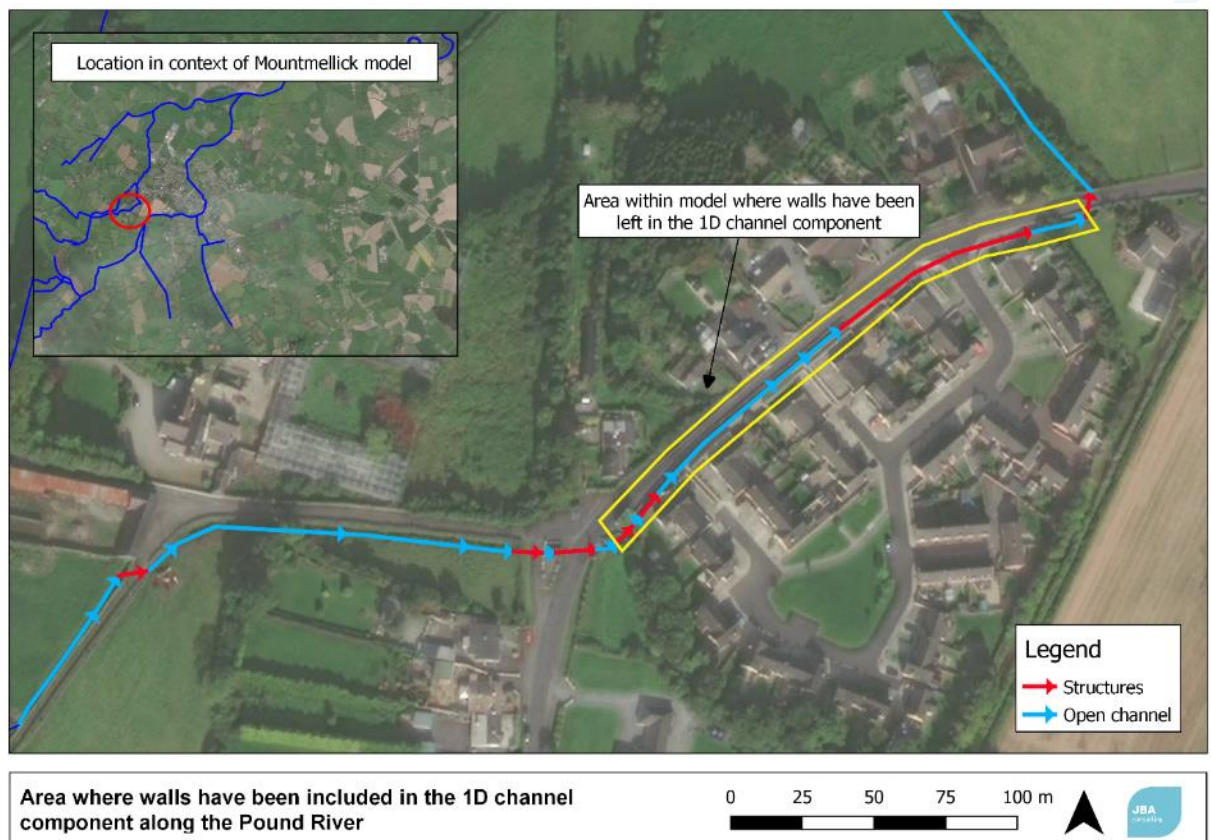 Location in context of Mountmellick model
Area within model where walls have been
left in the 1D channel component
Legend
Structures
Open channel
Area where walls have been included in the 1D channel
component along the Pound River
0 25 50 75 100 m
JBA
consulting